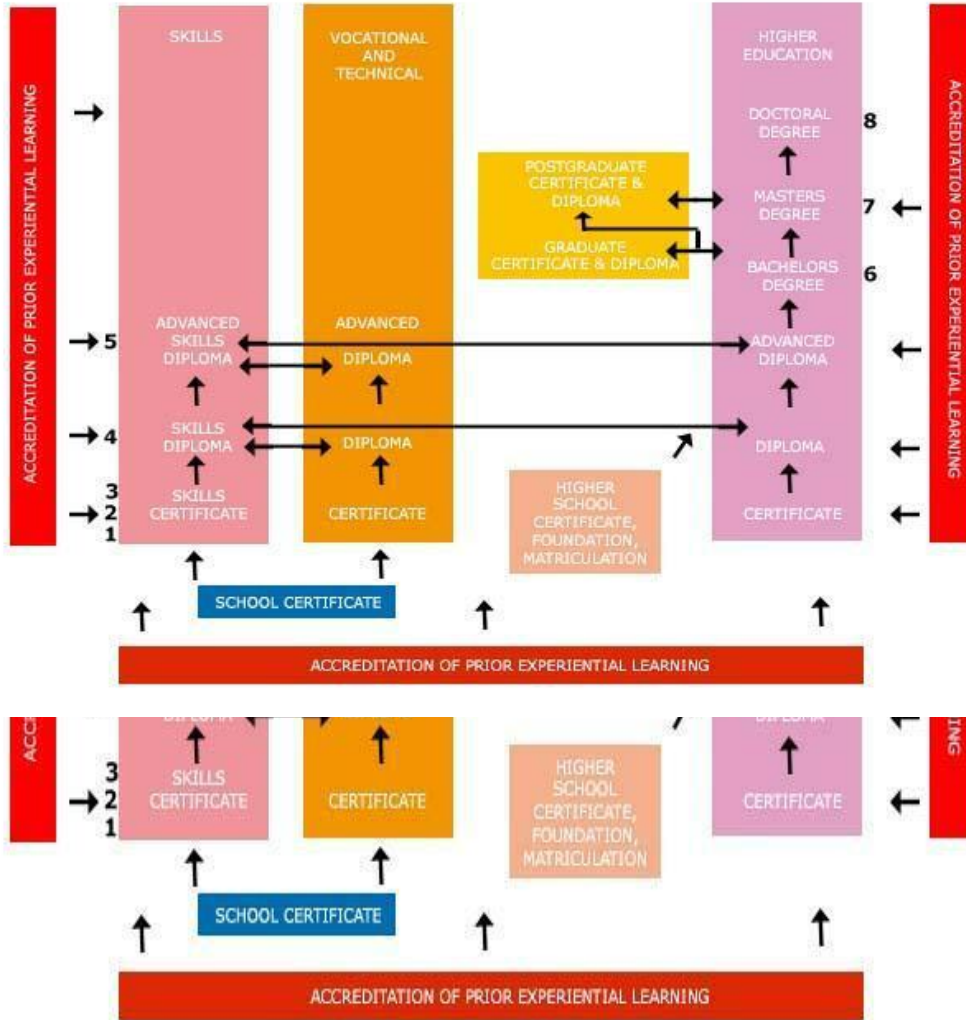 SKILLS
VOCATIONAL
AND
TECHNICAL
HIGHER
EDUCATION
ACCREDITATION OF PRIOR EXPERIENTIAL LEARNING
ACCREDITATION OF PRIOR EXPERIENTIAL LEARNING
DOCTORAL
DEGREE
8
POSTGRADUATE
CERTIFICATE &
DIPLOMA
MASTERS
DEGREE
7
GRADUATE
CERTIFICATE & DIPLOMA
BACHELORS
DEGREE
6
5
ADVANCED
SKILLS
DIPLOMA
ADVANCED
DIPLOMA
ADVANCED
DIPLOMA
4
SKILLS
DIPLOMA
DIPLOMA
DIPLOMA
3
2
1
SKILLS
CERTIFICATE
CERTIFICATE
HIGHER
SCHOOL
CERTIFICATE,
FOUNDATION,
MATRICULATION
CERTIFICATE
SCHOOL CERTIFICATE
ACCREDITATION OF PRIOR EXPERIENTIAL LEARNING
DIPLOMA
DIPLOMA
3
2
1
SKILLS
CERTIFICATE
CERTIFICATE
HIGHER
SCHOOL
CERTIFICATE,
FOUNDATION,
MATRICULATION
CERTIFICATE
SCHOOL CERTIFICATE
ACCREDITATION OF PRIOR EXPERIENTIAL LEARNING